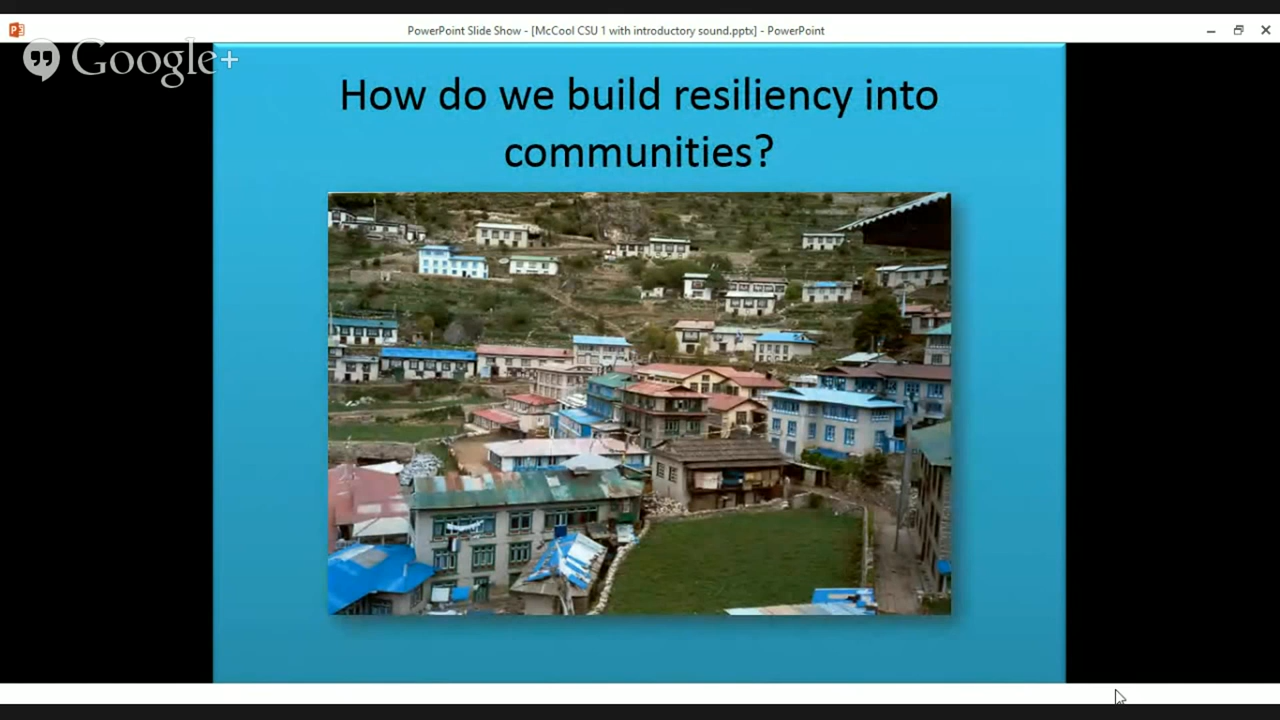 PowerPoint Slide Show - [McCool CSU 1 with introductory sound.pptx] - PowerPoint
Google+
How do we build resiliency into
communities?